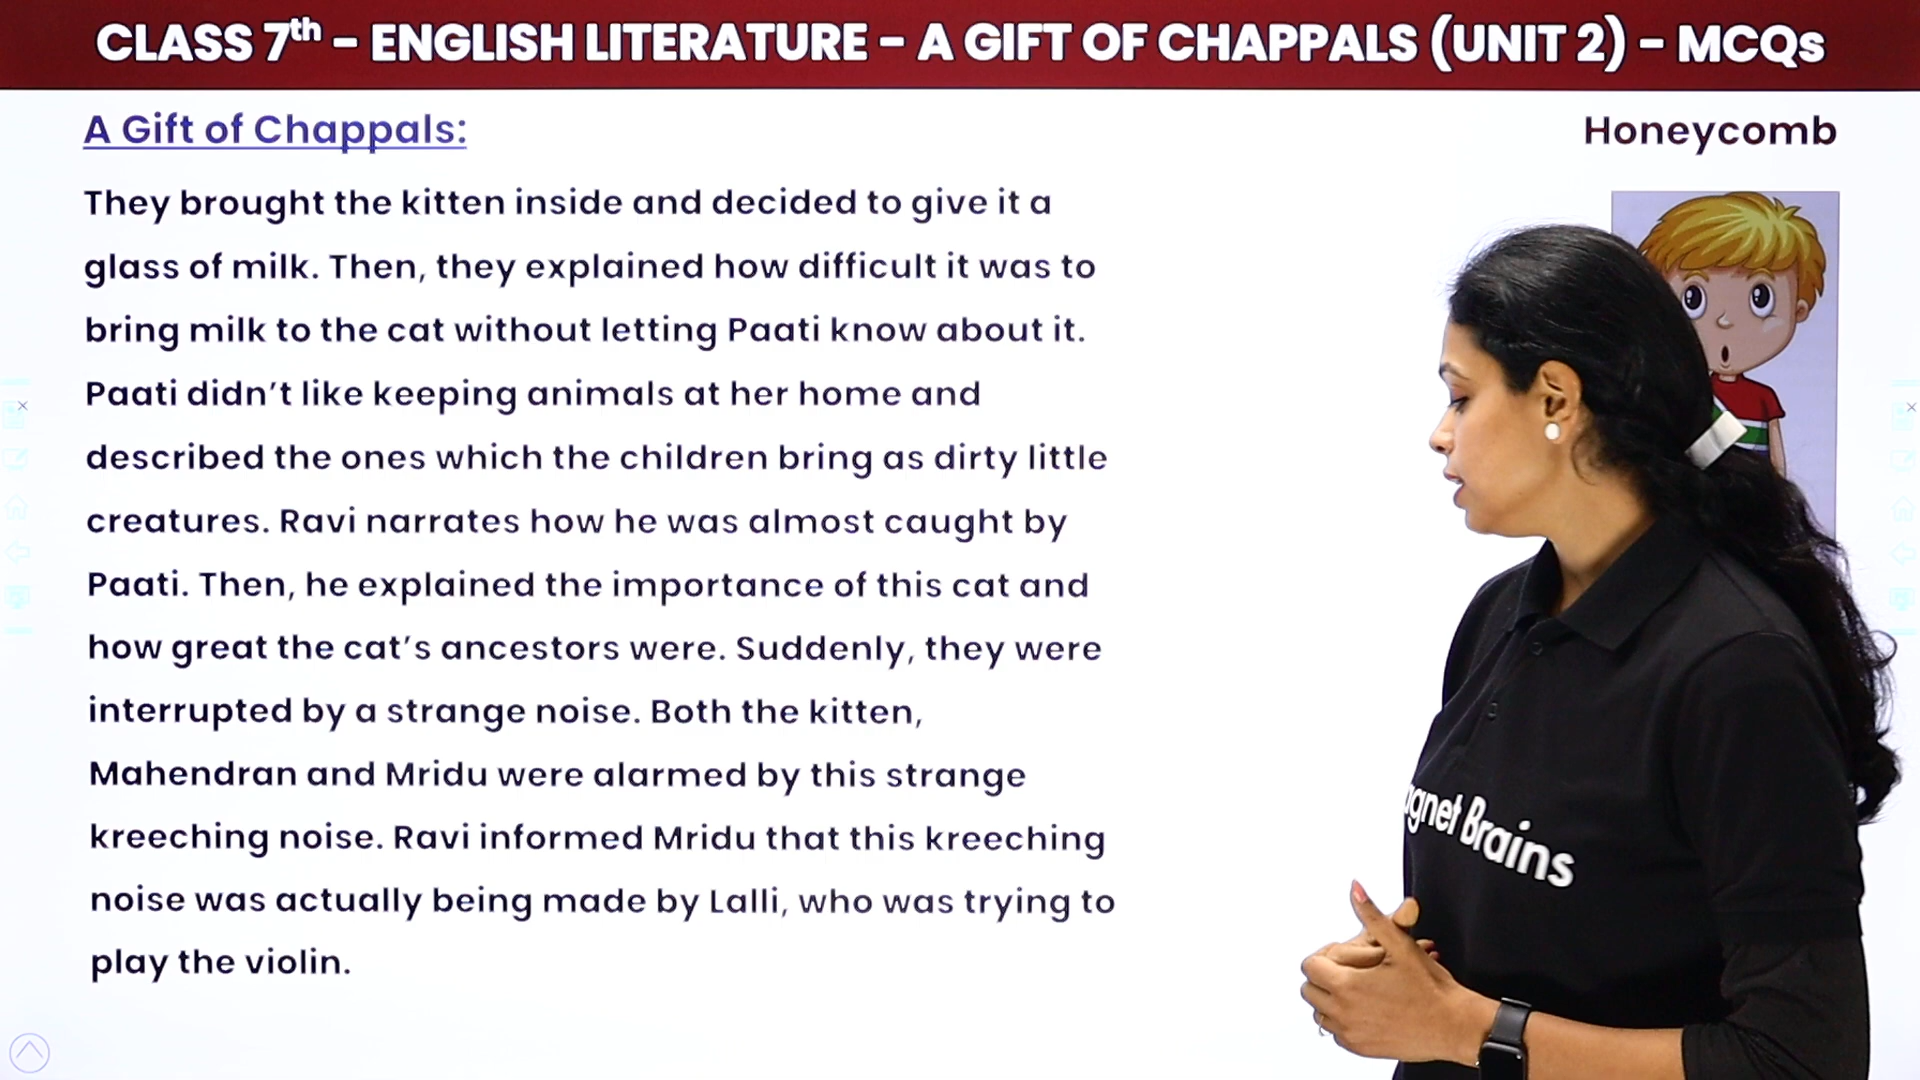 CLASS 7th - ENGLISH LITERATURE - A GIFT OF CHAPPALS (UNIT 2) - MCQs
A Gift of Chappals:
Honeycomb
They brought the kitten inside and decided to give it a
glass of milk. Then, they explained how difficult it was to
bring milk to the cat without letting Paati know about it.
Paati didn't like keeping animals at her home and
described the ones which the children bring as dirty little
creatures. Ravi narrates how he was almost caught by
Paati. Then, he explained the importance of this cat and
how great the cat's ancestors were. Suddenly, they were
interrupted by a strange noise. Both the kitten,
Mahendran and Mridu were alarmed by this strange
kreeching noise. Ravi informed Mridu that this kreeching
noise was actually being made by Lalli, who was trying to
play the violin.
gnet Brains